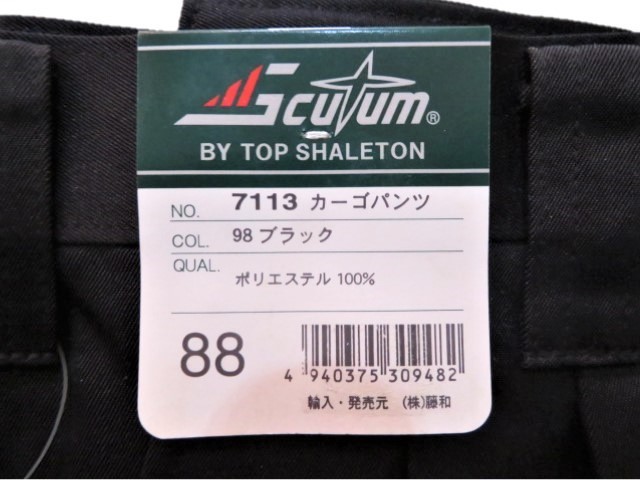 Scutum®
BY TOP SHALETON
NO. 7113 カーゴパンツ
COL. 98 ブラック
QUAL.
ポリエステル 100%
88
4 940375 309482
輸入・発売元 (株)藤和